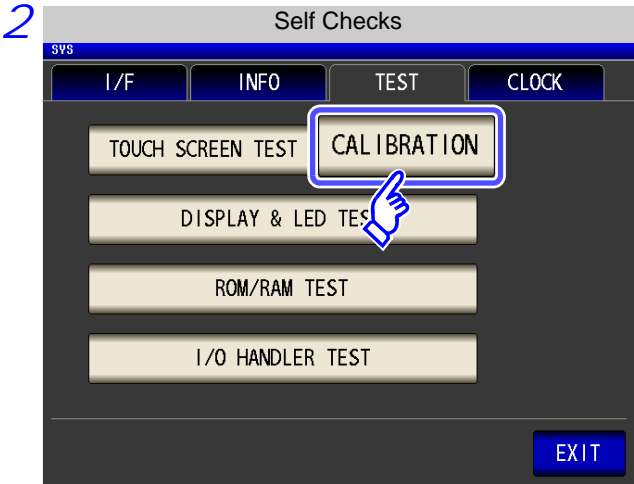 2
Self Checks
SYS
I/F INFO TEST CLOCK
TOUCH SCREEN TEST CALIBRATION
DISPLAY & LED TES
ROM/RAM TEST
I/O HANDLER TEST
EXIT